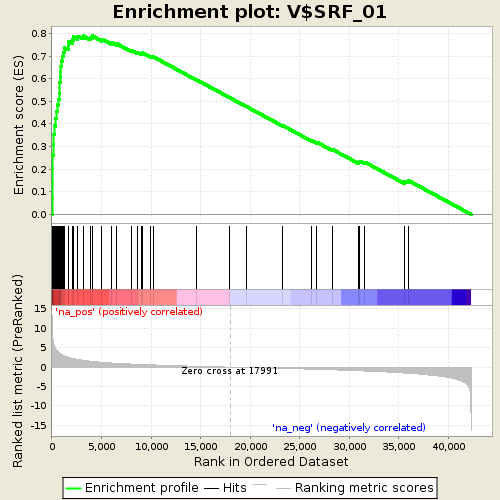 Enrichment plot: V$SRF_01
Enrichment score (ES)
0.8
0.7
0.6
0.5
0.4
0.3
0.2
0.1
0.0
Ranked list metric (PreRanked)
15
10
5
0
-5
-10
-15
'na_pos' (positively correlated)
Zero cross at 17991
'na_neg' (negatively correlated)
0 5,000 10,000 15,000 20,000 25,000 30,000 35,000 40,000
Rank in Ordered Dataset
Enrichment profile Hits Ranking metric scores